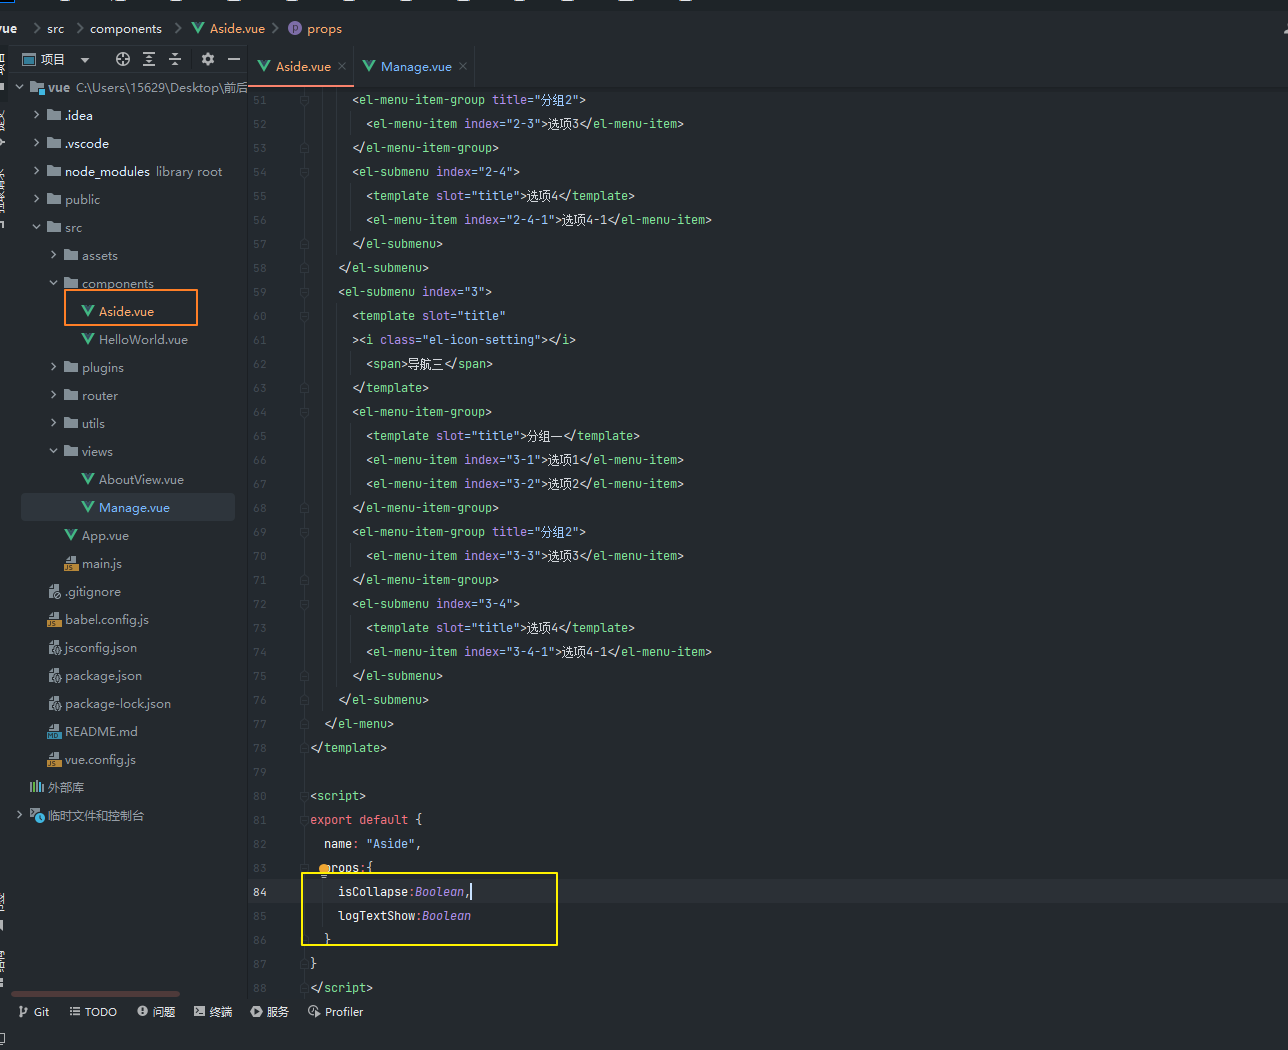 vue src components Aside.vue props
项目
Aside.vue Manage.vue
vue C:\Users\15629\Desktop\前后
.idea
.vscode
node_modules library root
public
src
assets
components
Aside.vue
HelloWorld.vue
plugins
router
utils
views
AboutView.vue
Manage.vue
App.vue
main.js
.gitignore
babel.config.js
jsconfig.json
package.json
package-lock.json
README.md
vue.config.js
外部库
临时文件和控制台
51 <el-menu-item-group title="分组2">
52 <el-menu-item index="2-3">选项3</el-menu-item>
53 </el-menu-item-group>
54 <el-submenu index="2-4">
55 <template slot="title">选项4</template>
56 <el-menu-item index="2-4-1">选项4-1</el-menu-item>
57 </el-submenu>
58 </el-submenu>
59 <el-submenu index="3">
60 <template slot="title"
61 ><i class="el-icon-setting"></i>
62 <span>导航三</span>
63 </template>
64 <el-menu-item-group>
65 <template slot="title">分组一</template>
66 <el-menu-item index="3-1">选项1</el-menu-item>
67 <el-menu-item index="3-2">选项2</el-menu-item>
68 </el-menu-item-group>
69 <el-menu-item-group title="分组2">
70 <el-menu-item index="3-3">选项3</el-menu-item>
71 </el-menu-item-group>
72 <el-submenu index="3-4">
73 <template slot="title">选项4</template>
74 <el-menu-item index="3-4-1">选项4-1</el-menu-item>
75 </el-submenu>
76 </el-submenu>
77 </el-menu>
78 </template>
79
80 <script>
81 export default {
82 name: "Aside",
83 props:{
84 isCollapse:Boolean,
85 logTextShow:Boolean
86 }
87 }
88 </script>
Git TODO 问题 终端 服务 Profiler